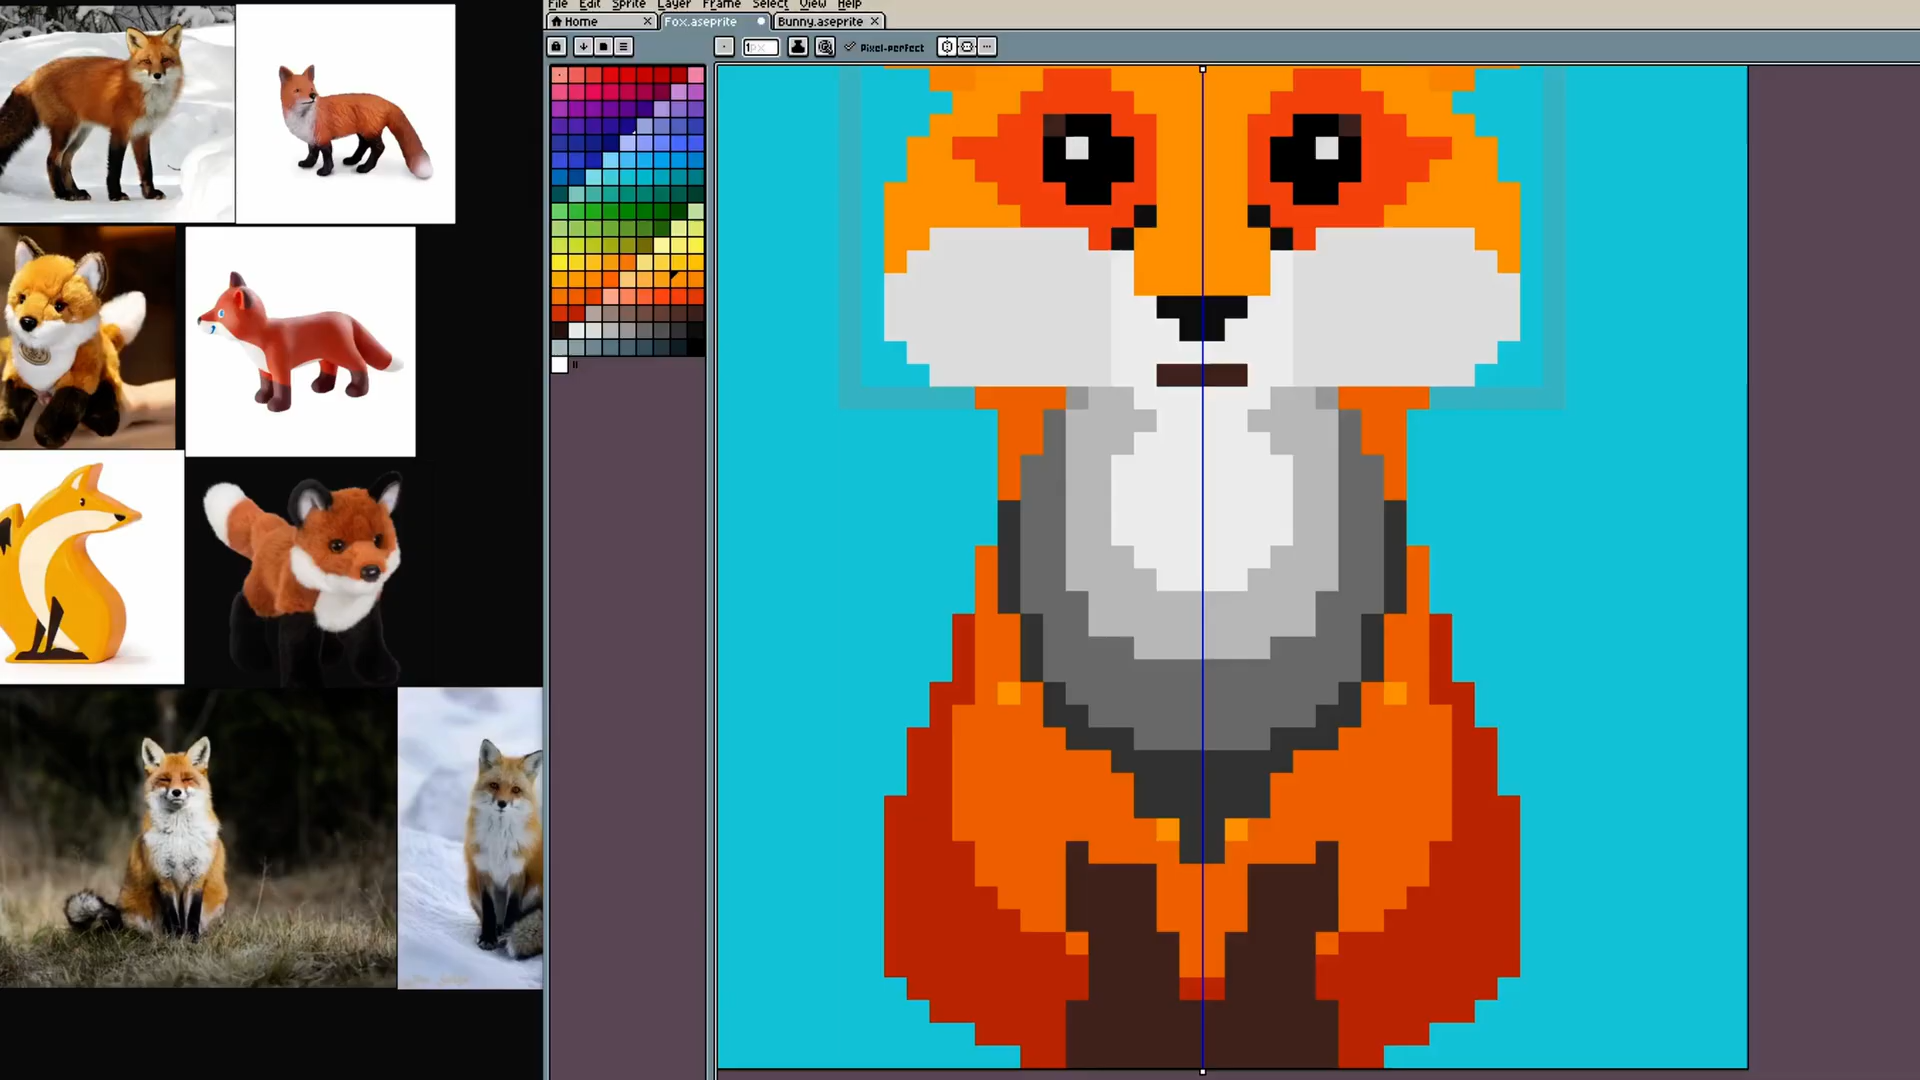 File Edit Sprite Layer Frame Select View Help
Home Fox.aseprite Bunny.aseprite
Pixel-perfect